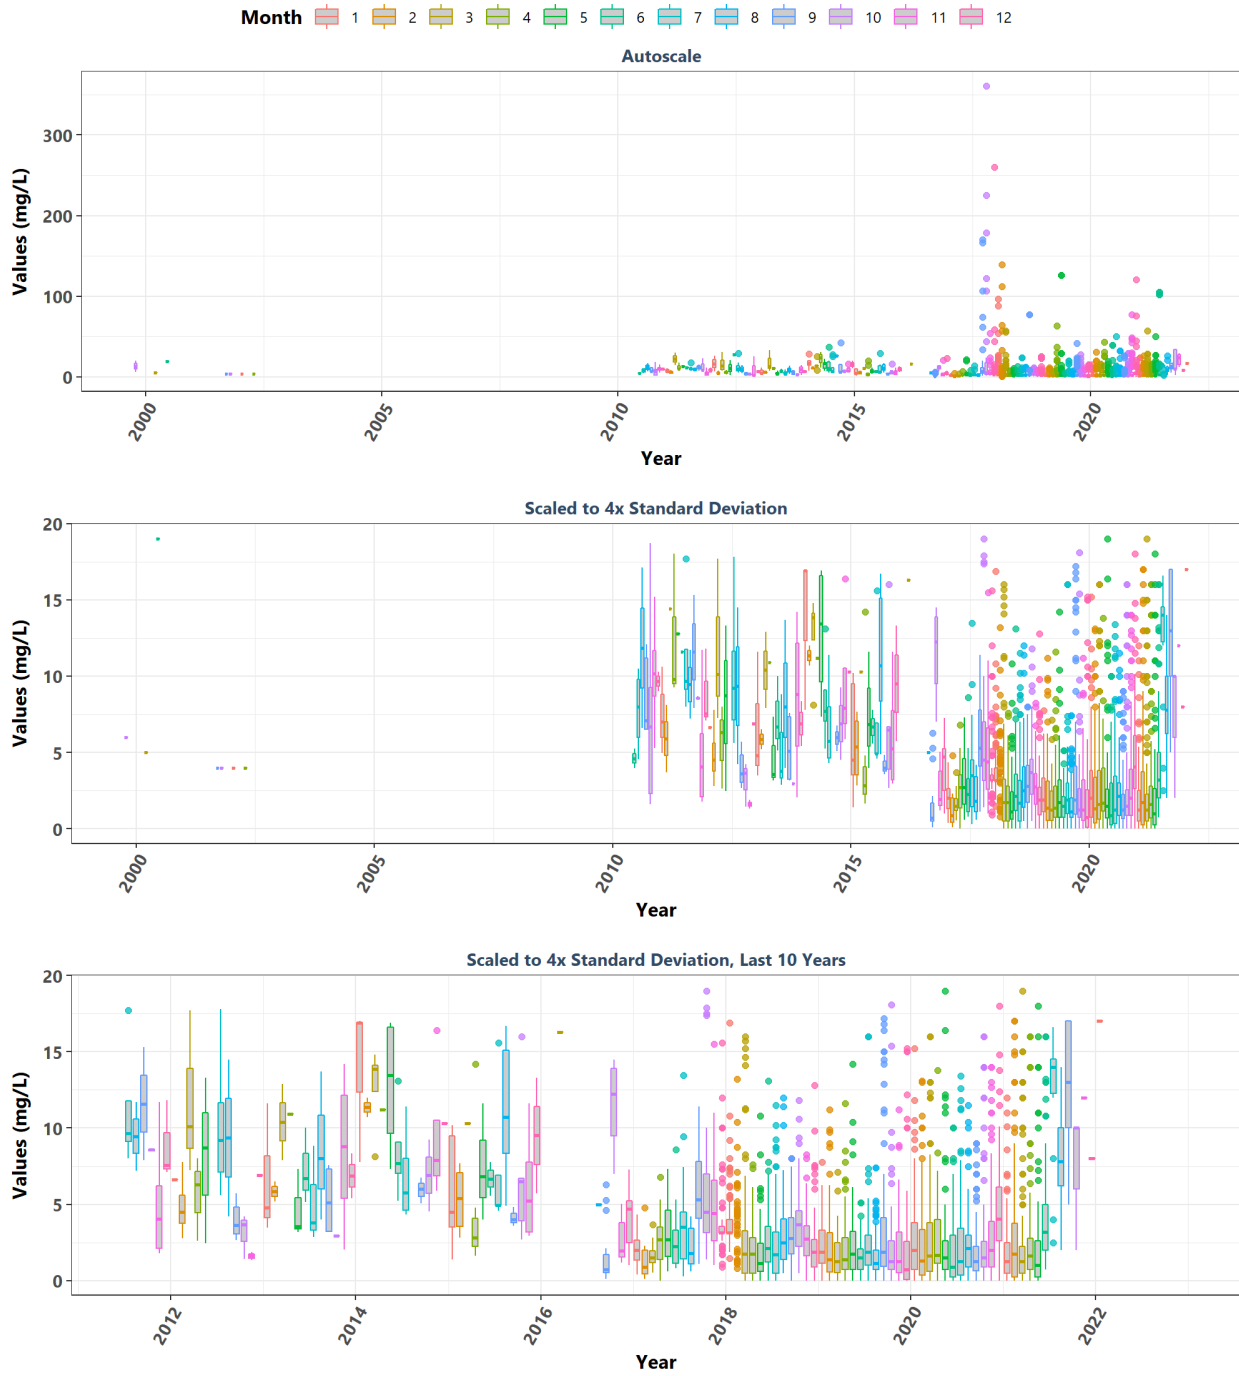 Month 1 2 3 4 5 6 7 8 9 10 11 12
Autoscale
Values (mg/L)
300
200
100
0
2000 2005 2010 2015 2020
Year
Scaled to 4x Standard Deviation
Values (mg/L)
20
15
10
5
0
2000 2005 2010 2015 2020
Year
Scaled to 4x Standard Deviation, Last 10 Years
Values (mg/L)
20
15
10
5
0
2012 2014 2016 2018 2020 2022
Year